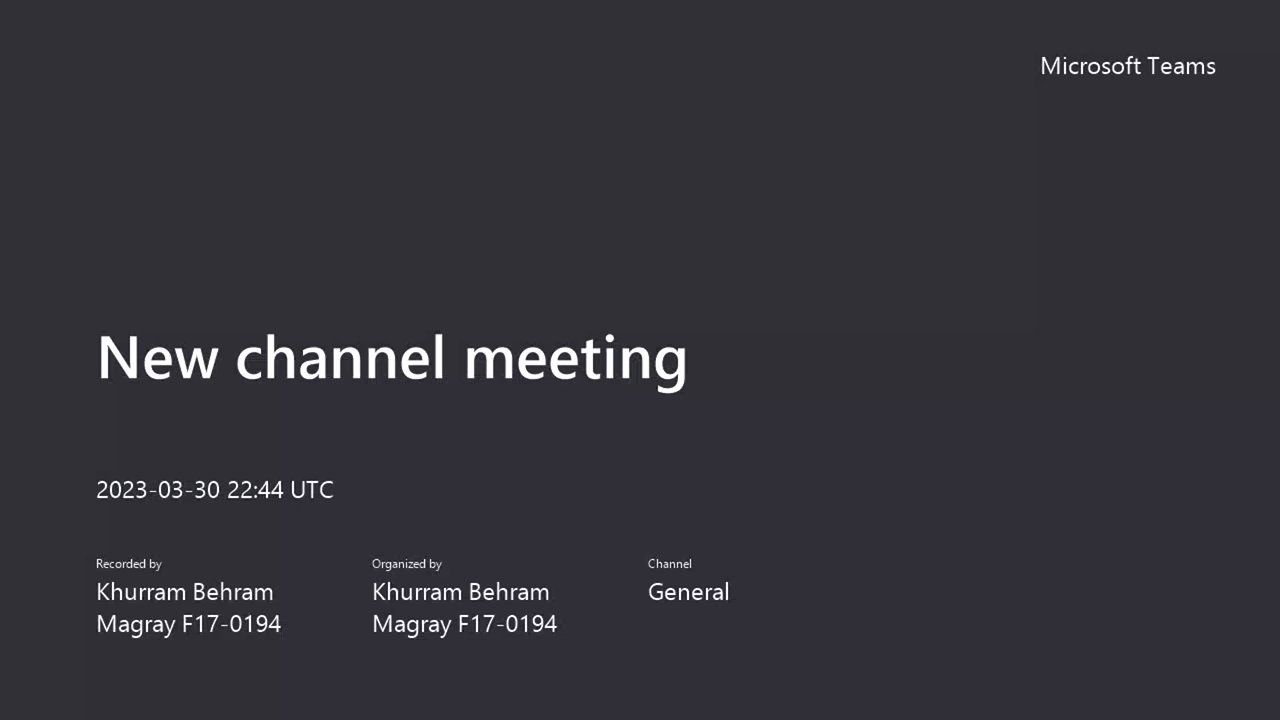 Microsoft Teams
New channel meeting
2023-03-30 22:44 UTC
Recorded by
Khurram Behram
Magray F17-0194
Organized by
Khurram Behram
Magray F17-0194
Channel
General